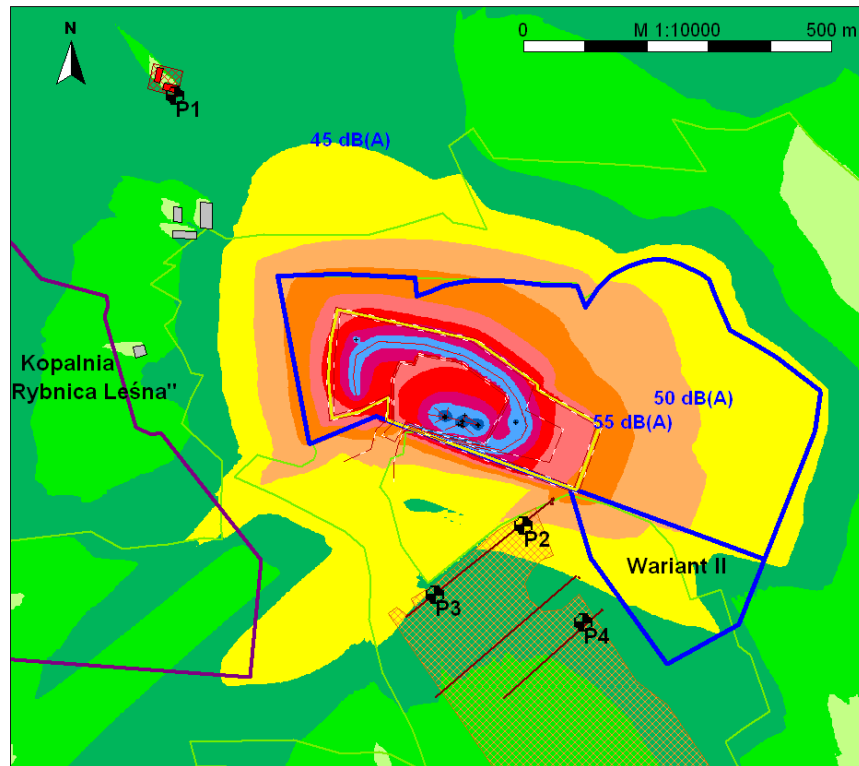 N
0 M 1:10000 500 m
P1
45 dB(A)
Kopalnia
Rybnica Leśna"
50 dB(A)
55 dB(A)
P2
Wariant II
P3
P4